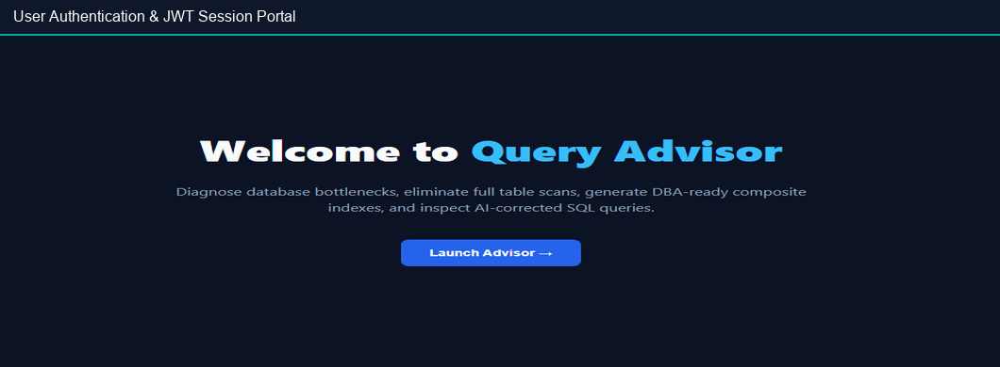 User Authentication & JWT Session Portal
Welcome to Query Advisor
Diagnose database bottlenecks, eliminate full table scans, generate DBA-ready composite
indexes, and inspect AI-corrected SQL queries.
Launch Advisor →